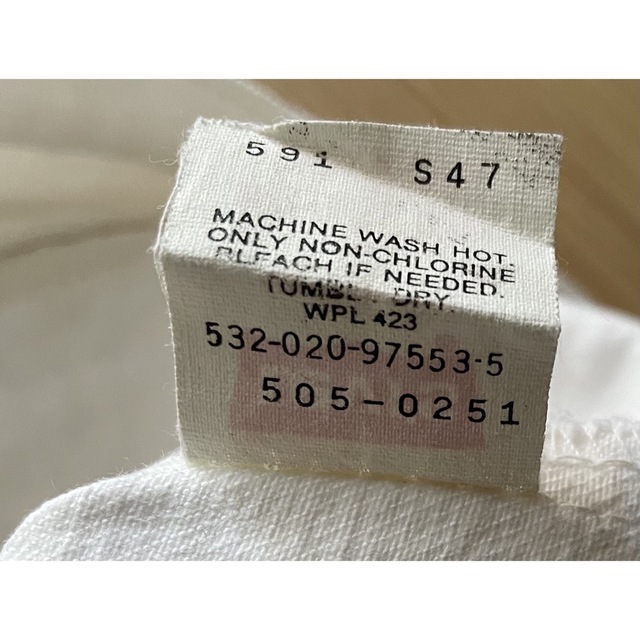 591 S47
MACHINE WASH HOT.
ONLY NON-CHLORINE
BLEACH IF NEEDED.
TUMBL DRY.
WPL 423
532-020-97553-5
505-0251